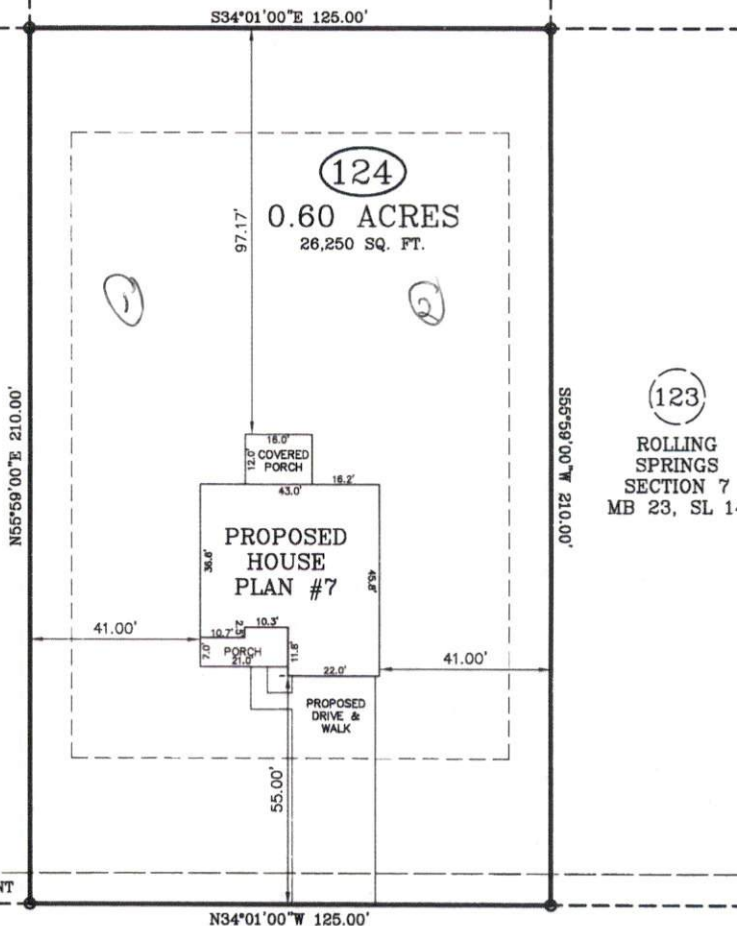 S34°01'00"E 125.00'
124
0.60 ACRES
26,250 SQ. FT.
97.17'
1
2
N55°59'00"E 210.00'
S55°59'00"W 210.00'
123
ROLLING
SPRINGS
SECTION 7
MB 23, SL
16.0'
12.0'
COVERED
PORCH
16.2'
43.0'
PROPOSED
HOUSE
PLAN #7
45.8'
41.00'
10.7'
2.5'
10.3'
7.0'
PORCH
21.0'
11.8'
22.0'
41.00'
PROPOSED
DRIVE &
WALK
55.00'
NT
N34°01'00"W 125.00'